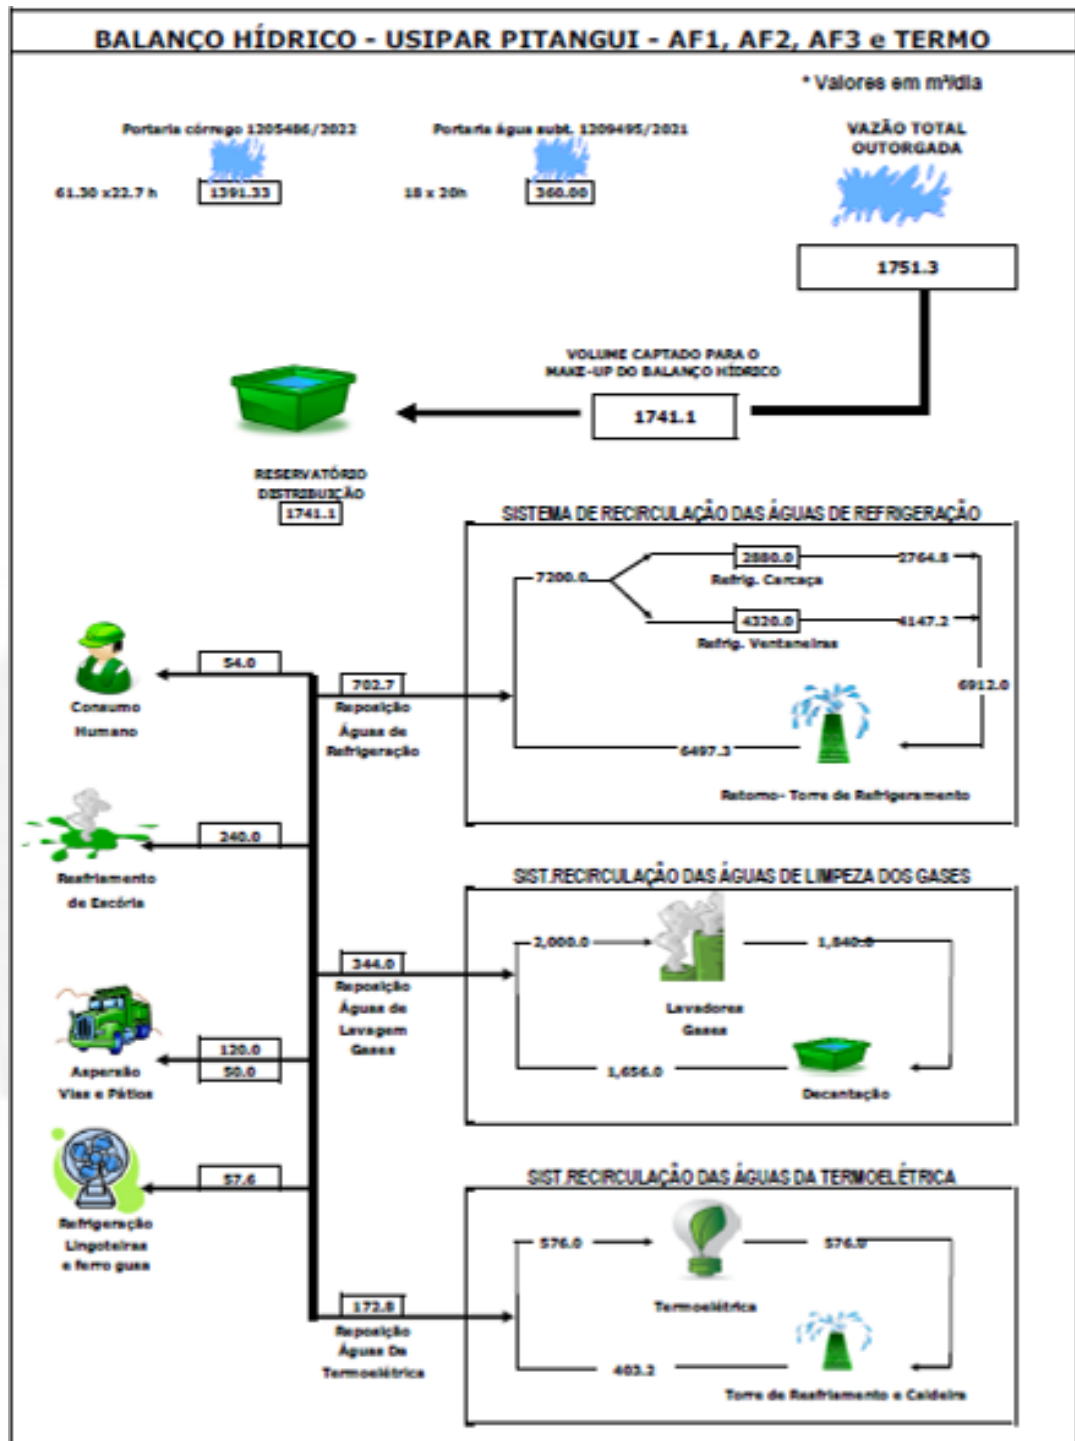 BALANÇO HÍDRICO - USIPAR PITANGUI - AF1, AF2, AF3 e TERMO
* Valores em m³/dia
Portaria córrego 1205486/2022
Portaria água subt. 1209495/2021
VAZÃO TOTAL
OUTORGADA
61.30 x22.7 h
1391.33
18 x 20h
360.00
1751.3
VOLUME CAPTADO PARA O
MAKE-UP DO BALANÇO HÍDRICO
1741.1
RESERVATÓRIO
DISTRIBUIÇÃO
1741.1
SISTEMA DE RECIRCULAÇÃO DAS ÁGUAS DE REFRIGERAÇÃO
7200.0
2880.0
2764.8
Refrig. Carcaça
4320.0
4147.2
Refrig. Ventaneiras
6912.0
6497.3
Retorno- Torre de Refrigeramento
54.0
Consumo
Humano
702.7
Reposição
Águas de
Refrigeração
240.0
Resfriamento
de Escória
SIST.RECIRCULAÇÃO DAS ÁGUAS DE LIMPEZA DOS GASES
2,000.0
1,840.0
Lavadores
Gases
1,656.0
Decantação
344.0
Reposição
Águas de
Lavagem
Gases
120.0
50.0
Aspersão
Vias e Pátios
57.6
Refrigeração
Lingoteiras
e ferro gusa
SIST.RECIRCULAÇÃO DAS ÁGUAS DA TERMOELÉTRICA
576.0
576.0
Termoelétrica
403.2
Torre de Resfriamento e Caldeira
172.8
Reposição
Águas Da
Termoelétrica